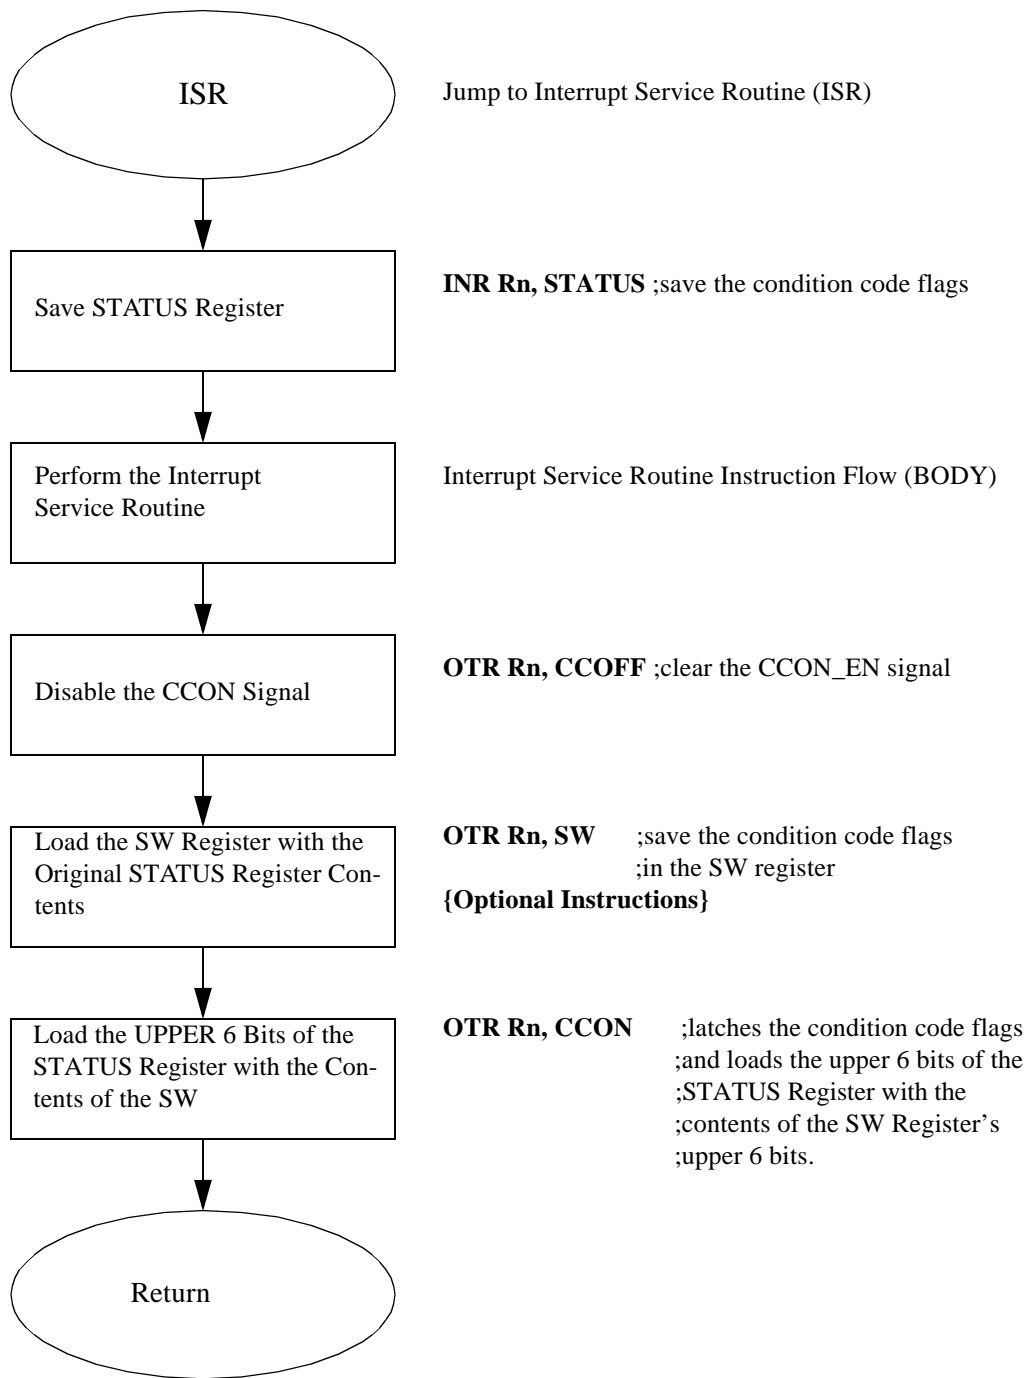 ISR
Jump to Interrupt Service Routine (ISR)
Save STATUS Register
INR Rn, STATUS ;save the condition code flags
Perform the Interrupt
Service Routine
Interrupt Service Routine Instruction Flow (BODY)
Disable the CCON Signal
OTR Rn, CCOFF ;clear the CCON_EN signal
Load the SW Register with the
Original STATUS Register Con-
tents
OTR Rn, SW ;save the condition code flags
;in the SW register
{Optional Instructions}
Load the UPPER 6 Bits of the
STATUS Register with the Con-
tents of the SW
OTR Rn, CCON ;latches the condition code flags
;and loads the upper 6 bits of the
;STATUS Register with the
;contents of the SW Register’s
;upper 6 bits.
Return